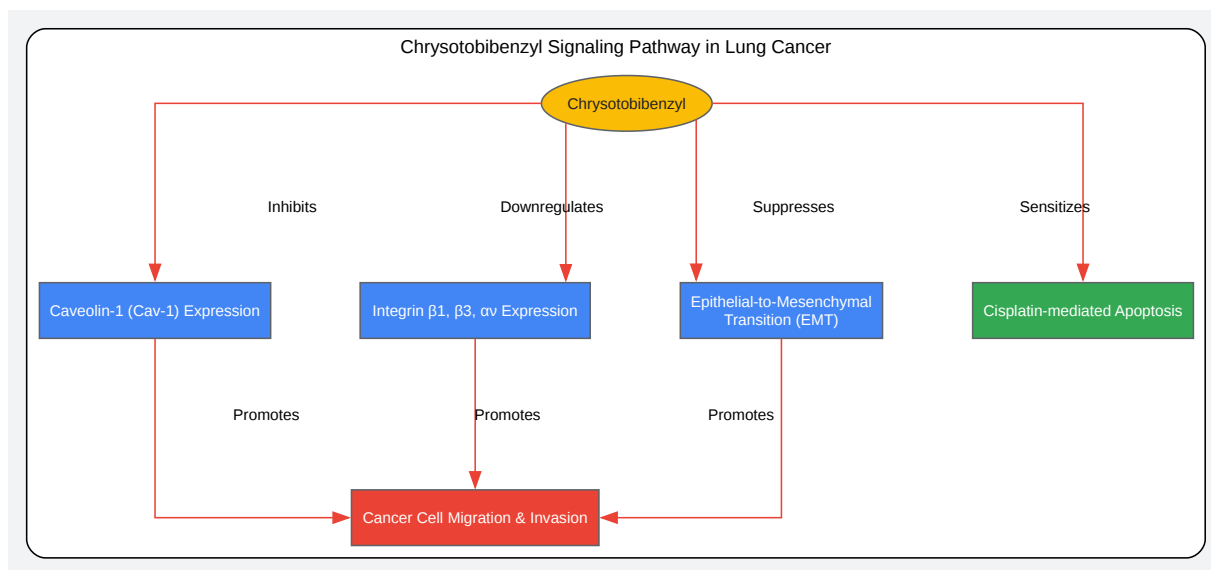 Chrysotobibenzyl Signaling Pathway in Lung Cancer
Chrysotobibenzyl
Inhibits
Downregulates
Suppresses
Sensitizes
Caveolin-1 (Cav-1) Expression
Integrin β1, β3, αν Expression
Epithelial-to-Mesenchymal
Transition (EMT)
Cisplatin-mediated Apoptosis
Promotes
Promotes
Promotes
Cancer Cell Migration & Invasion